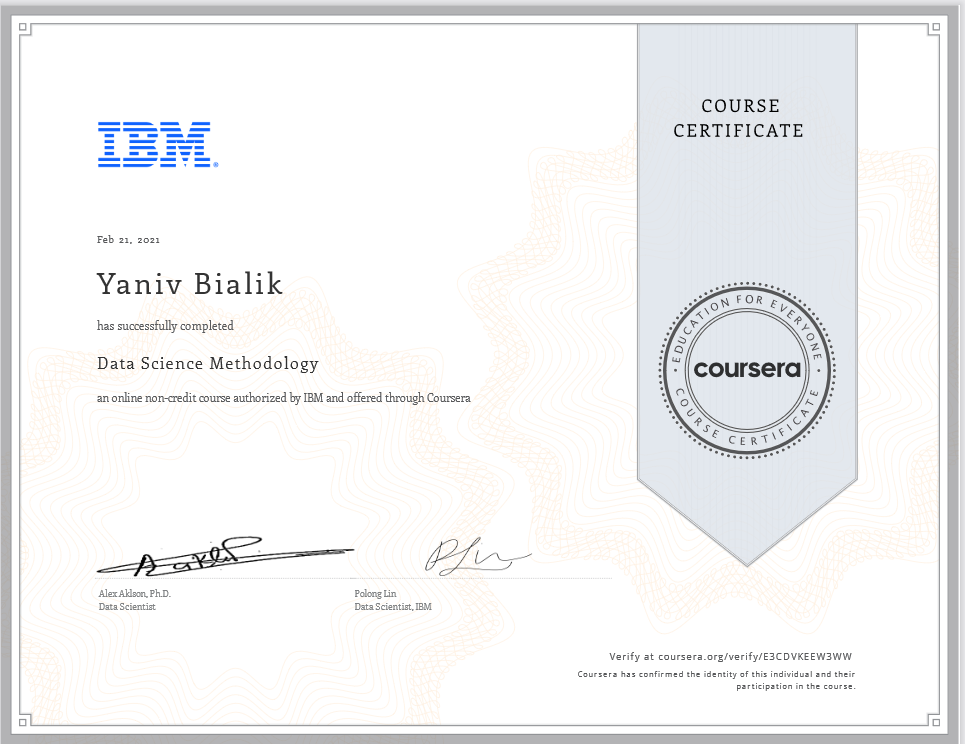 COURSE
CERTIFICATE
IBM®
Feb 21, 2021
Yaniv Bialik
has successfully completed
Data Science Methodology
an online non-credit course authorized by IBM and offered through Coursera
EDUCATION FOR EVERYONE
coursera
COURSE CERTIFICATE
Alex Aklson, Ph.D.
Data Scientist
Polong Lin
Data Scientist, IBM
Verify at coursera.org/verify/E3CDVKEEW3WW
Coursera has confirmed the identity of this individual and their
participation in the course.